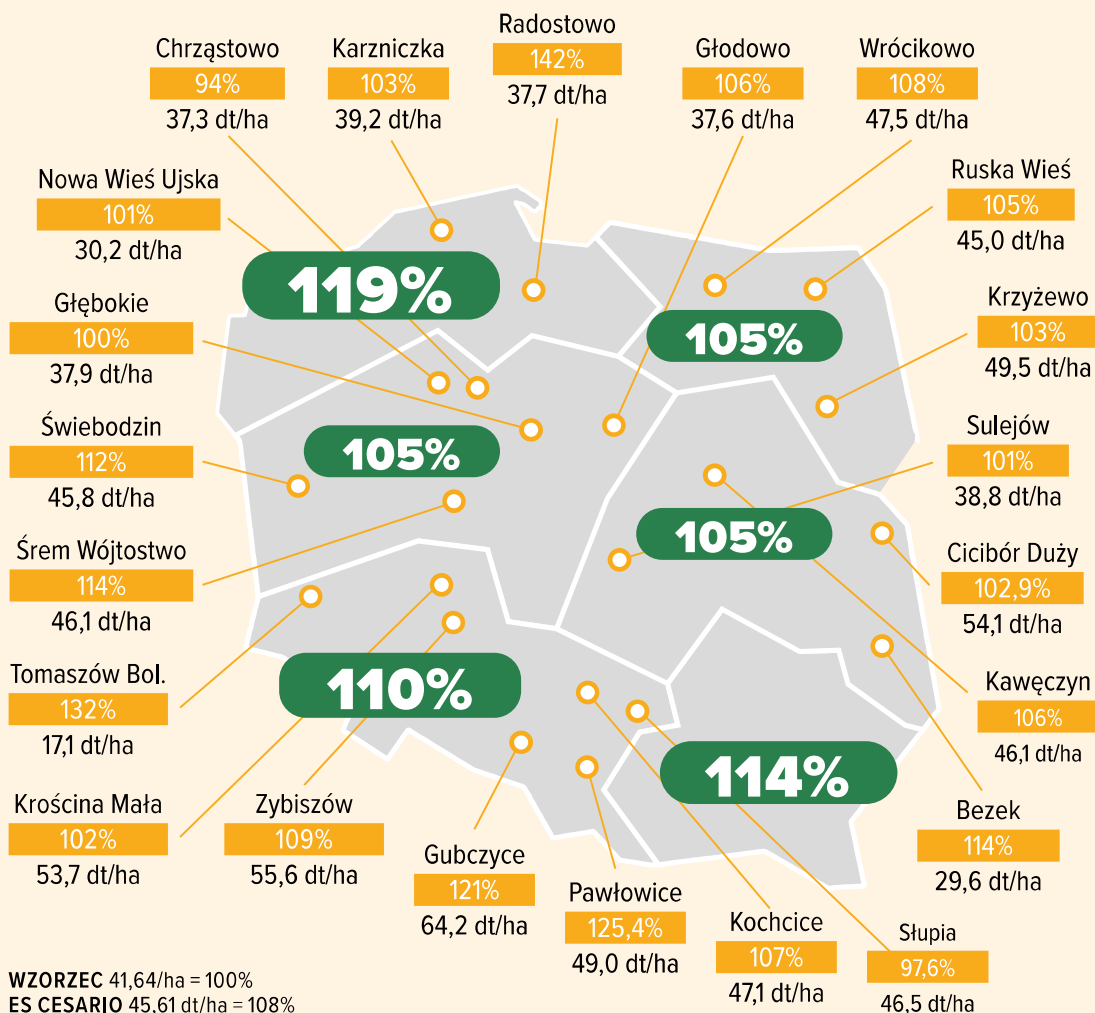 Chrząstowo
94%
37,3 dt/ha
Karzniczka
103%
39,2 dt/ha
Radostowo
142%
37,7 dt/ha
Głodowo
106%
37,6 dt/ha
Wrócikowo
108%
47,5 dt/ha
Nowa Wieś Ujska
101%
30,2 dt/ha
Ruska Wieś
105%
45,0 dt/ha
Głębokie
100%
37,9 dt/ha
Krzyżewo
103%
49,5 dt/ha
Świebodzin
112%
45,8 dt/ha
Sulejów
101%
38,8 dt/ha
Śrem Wójtostwo
114%
46,1 dt/ha
Cicibór Duży
102,9%
54,1 dt/ha
Tomaszów Bol.
132%
17,1 dt/ha
Kawęczyn
106%
46,1 dt/ha
Krościna Mała
102%
53,7 dt/ha
Zybiszów
109%
55,6 dt/ha
Gubczyce
121%
64,2 dt/ha
Pawłowice
125,4%
49,0 dt/ha
Kochcice
107%
47,1 dt/ha
Słupia
97,6%
46,5 dt/ha
Bezek
114%
29,6 dt/ha
119%
105%
105%
105%
110%
114%
WZORZEC 41,64/ha = 100%
ES CESARIO 45,61 dt/ha = 108%